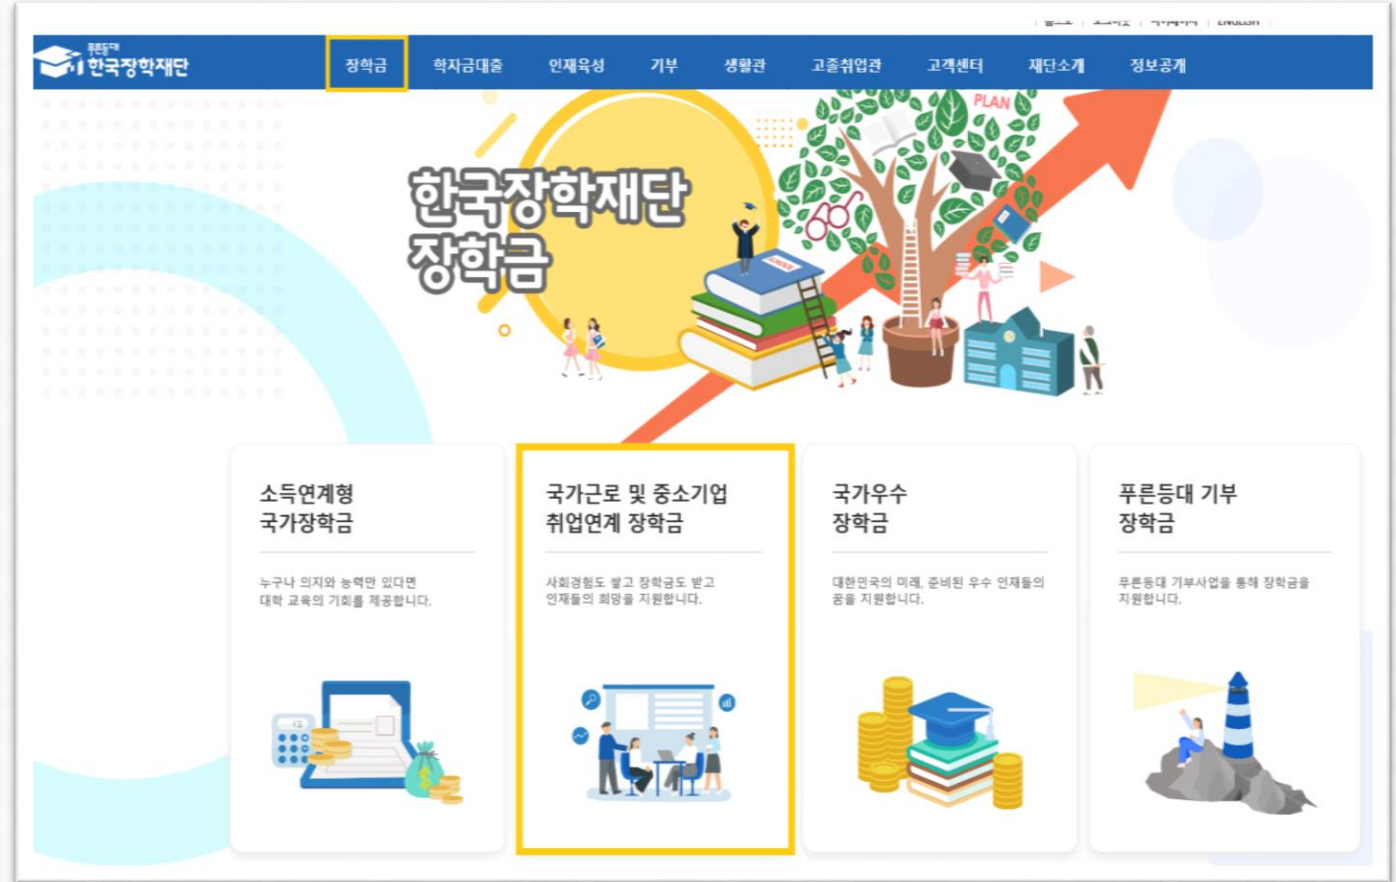 ENGLISH
푸른등대
한국장학재단
장학금 학자금대출 인재육성 기부 생활관 고졸취업관 고객센터 재단소개 정보공개
PLAN
한국장학재단
장학금
SCHOOL
소득연계형
국가장학금
누구나 의지와 능력만 있다면
대학 교육의 기회를 제공합니다.
12
국가근로 및 중소기업
취업연계 장학금
사회경험도 쌓고 장학금도 받고
인재들의 희망을 지원합니다.
국가우수
장학금
대한민국의 미래, 준비된 우수 인재들의
꿈을 지원합니다.
푸른등대 기부
장학금
푸른등대 기부사업을 통해 장학금을
지원합니다.